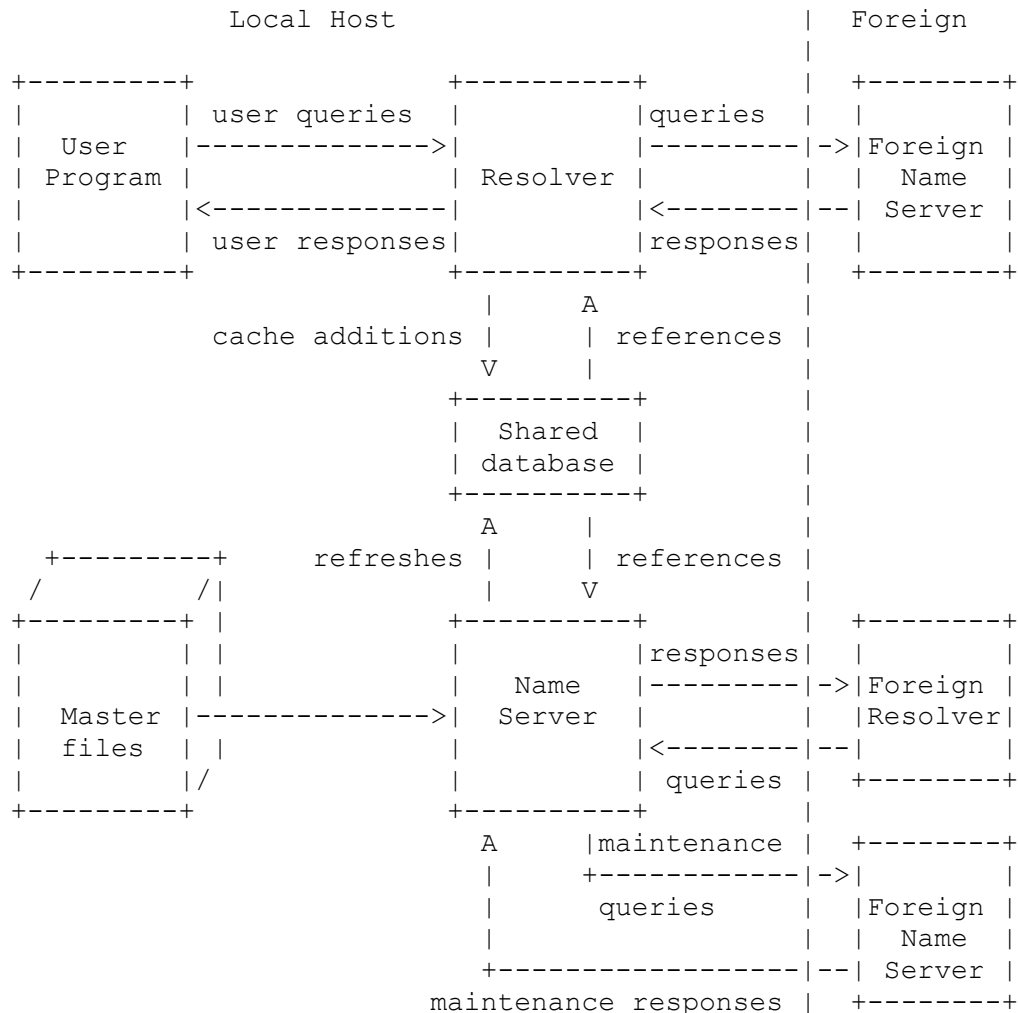 Local Host | Foreign
|
+---------+ +----------+ | +--------+
| | user queries | |queries | | |
| User |-------------->| |---------|->|Foreign |
| Program | | Resolver | | | Name |
| |<--------------| |<--------|--| Server |
| | user responses| |responses| | |
+---------+ +----------+ | +--------+
| A |
cache additions | | references |
V | |
+----------+ |
| Shared | |
| database | |
+----------+ |
A | |
+---------+ refreshes | | references |
/ /| | V |
+---------+ | +----------+ | +--------+
| | | | |responses| | |
| | | | Name |---------|->|Foreign |
| Master |-------------->| Server | | |Resolver|
| files | | | |<--------|--| |
| |/ | | queries | +--------+
+---------+ +----------+ |
A |maintenance | +--------+
| +------------|->| |
| queries | |Foreign |
| | | Name |
+------------------|--| Server |
maintenance responses | +--------+